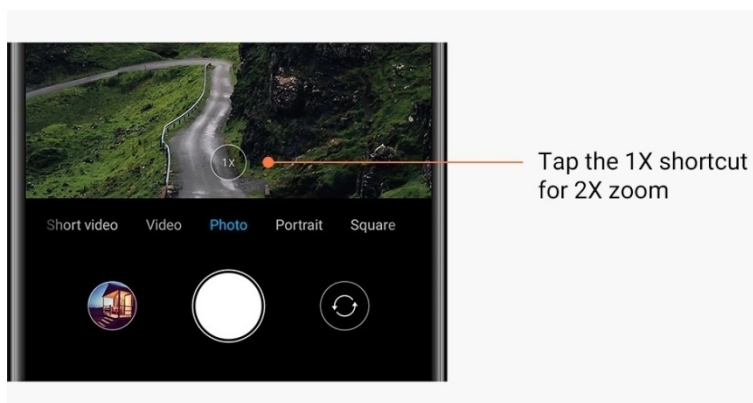 1X
Tap the 1X shortcut
for 2X zoom
Short video Video Photo Portrait Square